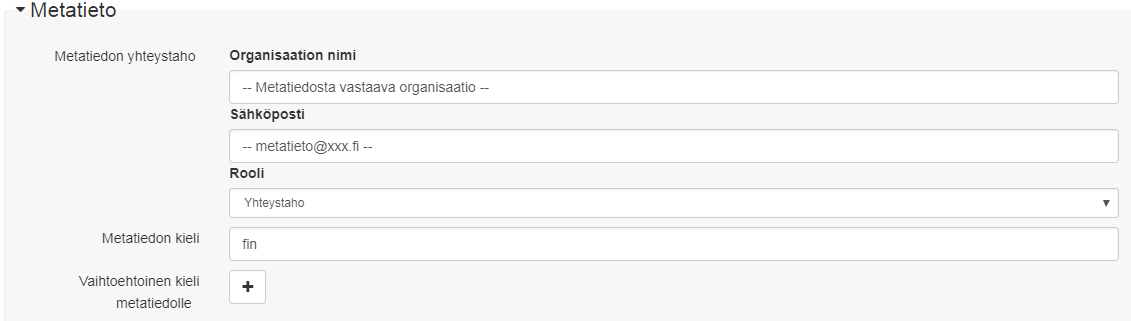 Metatieto
Metatiedon yhteystaho
Organisaation nimi
-- Metatiedosta vastaava organisaatio --
Sähköposti
-- metatieto@xxx.fi --
Rooli
Yhteystaho
Metatiedon kieli
fin
Vaihtoehtoinen kieli
metatiedolle